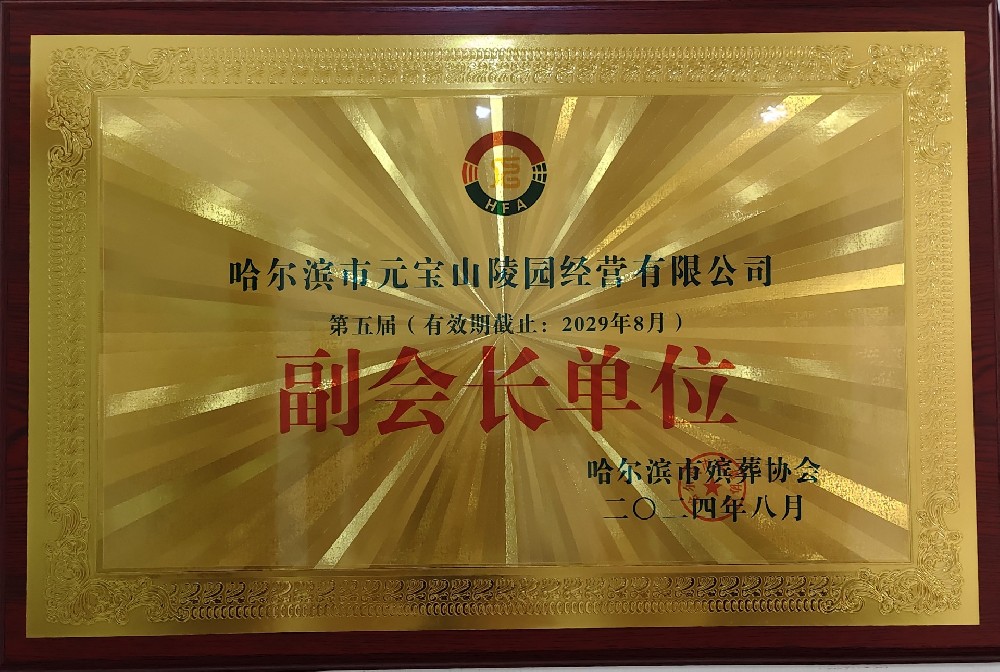 HFA
哈尔滨市元宝山陵园经营有限公司
第五届（有效期截止：2029年8月）
副会长单位
哈尔滨市殡葬协会
二〇二四年八月